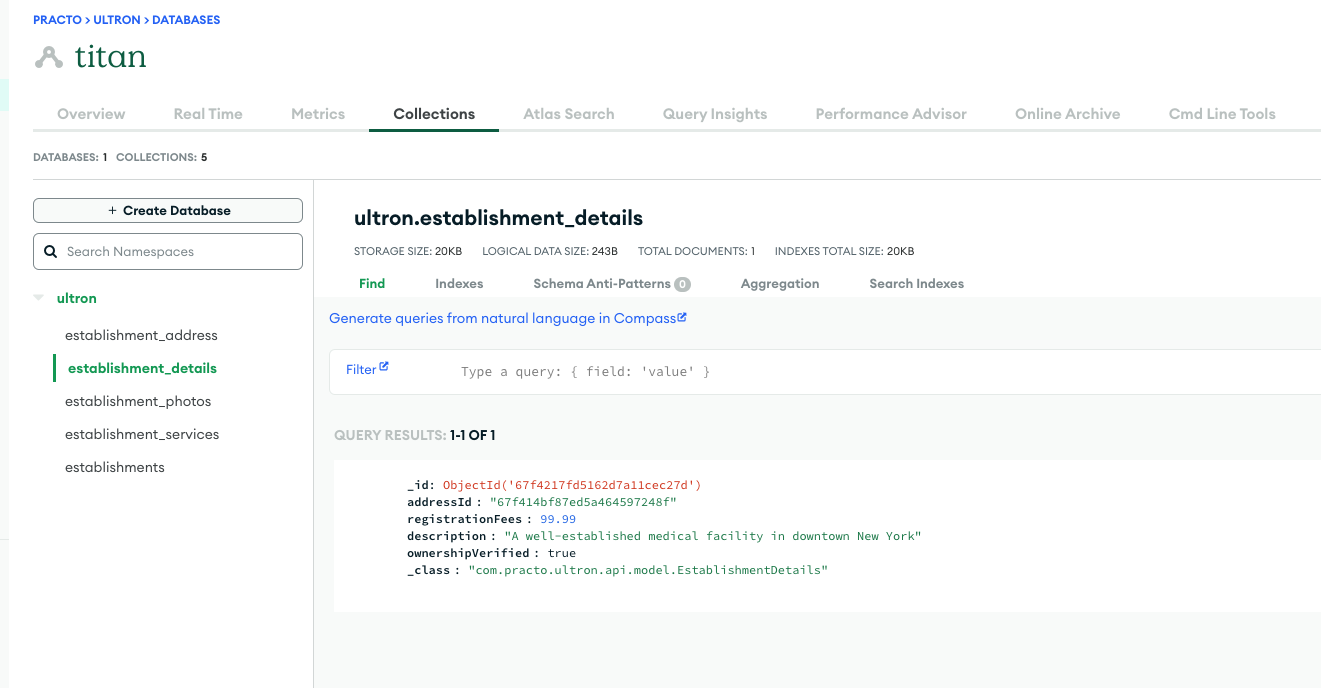 PRACTO > ULTRON > DATABASES
titan
Overview Real Time Metrics Collections Atlas Search Query Insights Performance Advisor Online Archive Cmd Line Tools
DATABASES: 1 COLLECTIONS: 5
+ Create Database
Search Namespaces
ultron
establishment_address
establishment_details
establishment_photos
establishment_services
establishments
ultron.establishment_details
STORAGE SIZE: 20KB LOGICAL DATA SIZE: 243B TOTAL DOCUMENTS: 1 INDEXES TOTAL SIZE: 20KB
Find Indexes Schema Anti-Patterns 0 Aggregation Search Indexes
Generate queries from natural language in Compass
Filter Type a query: { field: 'value' }
QUERY RESULTS: 1-1 OF 1
_id: ObjectId('67f4217fd5162d7a11cec27d')
addressId : "67f414bf87ed5a464597248f"
registrationFees : 99.99
description : "A well-established medical facility in downtown New York"
ownershipVerified : true
_class : "com.practo.ultron.api.model.EstablishmentDetails"